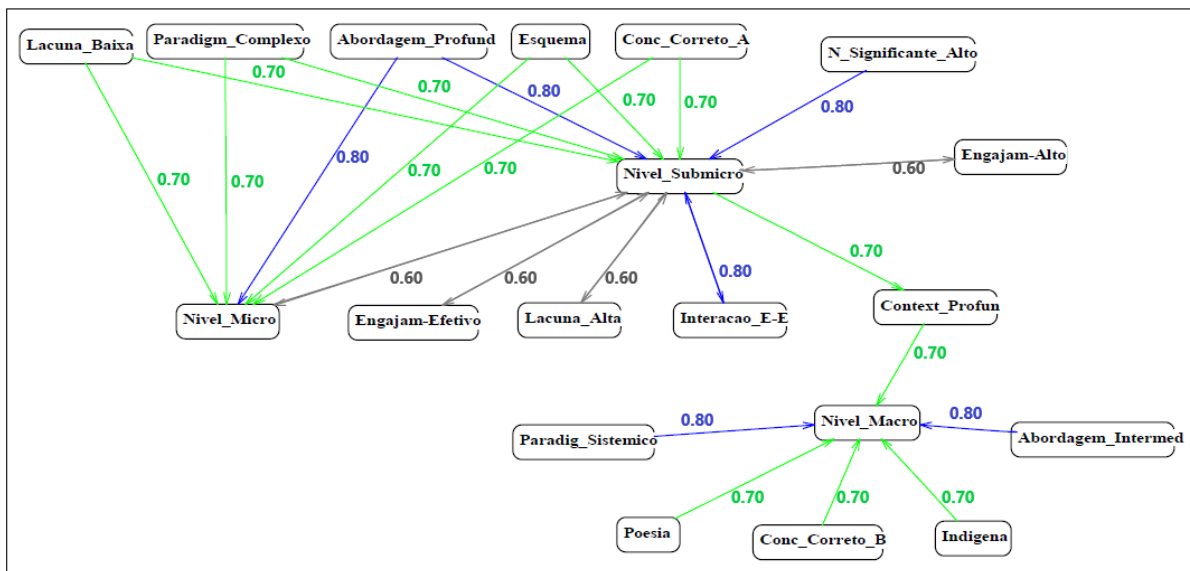 Lacuna_Baixa
Paradigm_Complexo
Abordagem_Profund
Esquema
Conc_Correto_A
N_Significante_Alto
0.70
0.70
0.80
0.70
0.70
0.80
0.70
0.70
0.80
0.70
0.70
Nivel_Submicro
0.60
Engajam-Alto
0.60
0.60
0.60
0.80
0.70
Nivel_Micro
Engajam-Efetivo
Lacuna_Alta
Interacao_E-E
Context_Profun
0.70
Paradig_Sistemico
0.80
Nivel_Macro
0.80
Abordagem_Intermed
0.70
0.70
0.70
Poesia
Conc_Correto_B
Indigena